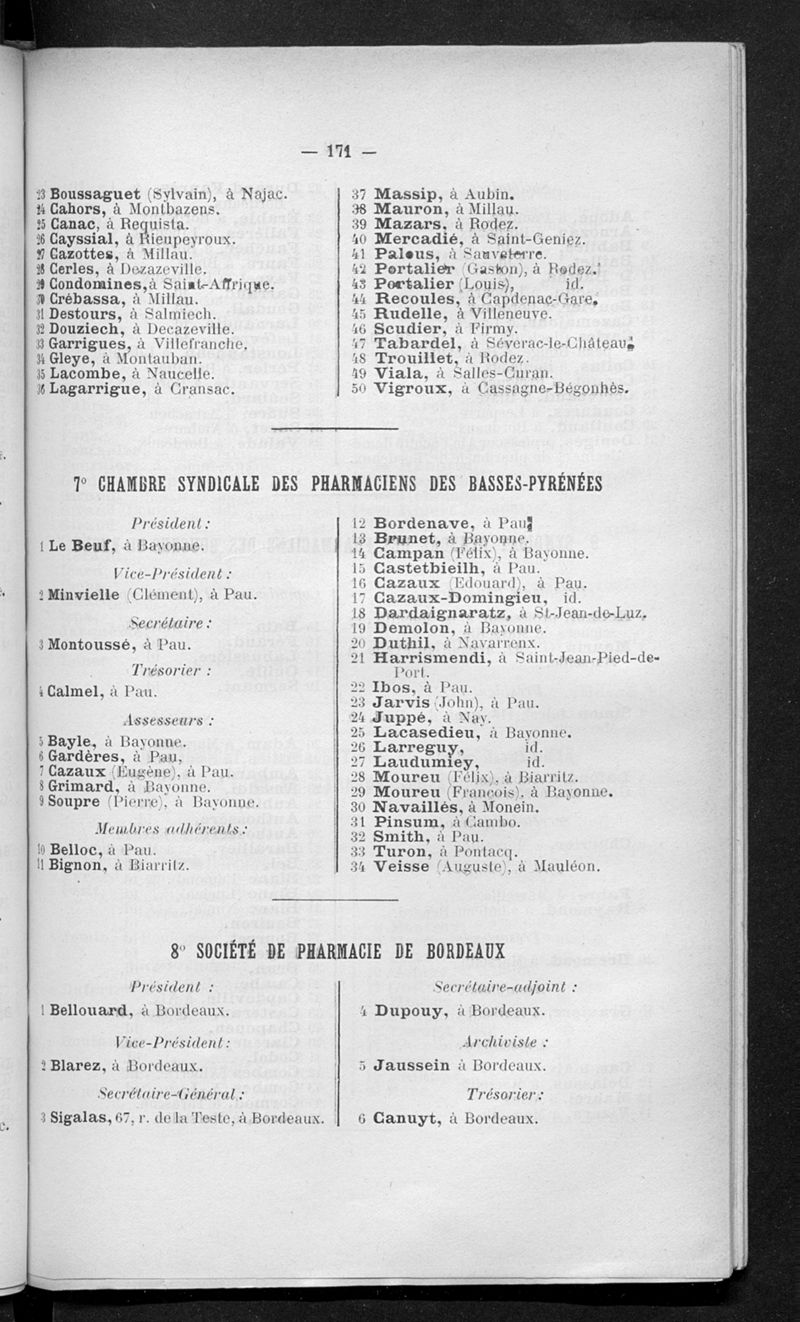 — 171 —
23 Boussaguet (Sylvain), à Najac.
24 Cahors, à Montbazens.
25 Canac, à Requista.
26 Cayssial, à Rieupeyroux.
27 Gazottes, à Millau.
28 Cerles, à Dezazeville.
29 Condomines, à Saint-Affrique.
30 Crébassa, à Millau.
31 Destours, à Salmiech.
32 Douziech, à Decazeville.
33 Garrigues, à Villefranche.
34 Gleye, à Montauban.
35 Lacombe, à Naucelle.
36 Lagarrigue, à Cransac.
37 Massip, à Aubin.
38 Mauron, à Millau.
39 Mazars, à Rodez.
40 Mercadié, à Saint-Geniez.
41 Palous, à Sauveterre.
42 Portalier (Gaston), à Rodez.
43 Portalier (Louis), id.
44 Recoules, à Capdenac-Gare.
45 Rudelle, à Villeneuve.
46 Scudier, à Firmy.
47 Tabardel, à Séverac-le-Château.
48 Trouillet, à Rodez.
49 Viala, à Salles-Curan.
50 Vigroux, à Cassagne-Bégonhès.
7° CHAMBRE SYNDICALE DES PHARMACIENS DES BASSES-PYRÉNÉES
Président :
1 Le Beuf, à Bayonne.
Vice-Président :
2 Minvielle (Clément), à Pau.
Secrétaire :
3 Montoussé, à Pau.
Trésorier :
4 Calmel, à Pau.
Assesseurs :
5 Bayle, à Bayonne.
6 Gardères, à Pau,
7 Cazaux (Eugène), à Pau.
8 Grimard, à Bayonne.
9 Soupre (Pierre), à Bayonne.
Membres adhérents :
10 Belloc, à Pau.
11 Bignon, à Biarritz.
12 Bordenave, à Pau.
13 Brunet, à Bayonne.
14 Campan (Félix), à Bayonne.
15 Castetbieilh, à Pau.
16 Cazaux (Edouard), à Pau.
17 Cazaux-Domingieu, id.
18 Dardaignaratz, à St-Jean-de-Luz.
19 Demolon, à Bayonne.
20 Duthil, à Navarrenx.
21 Harrismendi, à Saint-Jean-Pied-de-
Port.
22 Ibos, à Pau.
23 Jarvis (John), à Pau.
24 Juppé, à Nay.
25 Lacasedieu, à Bayonne.
26 Larreguy, id.
27 Laudumiey, id.
28 Moureu (Félix), à Biarritz.
29 Moureu (François), à Bayonne.
30 Navaillés, à Monein.
31 Pinsum, à Cambo.
32 Smith, à Pau.
33 Turon, à Pontacq.
34 Veisse (Auguste), à Mauléon.
8° SOCIÉTÉ DE PHARMACIE DE BORDEAUX
Président :
1 Bellouard, à Bordeaux.
Vice-Président :
2 Blarez, à Bordeaux.
Secrétaire-Général :
3 Sigalas, 67, r. de la Teste, à Bordeaux.
Secrétaire-adjoint :
4 Dupouy, à Bordeaux.
Archiviste :
5 Jaussein à Bordeaux.
Trésorier :
6 Canuyt, à Bordeaux.